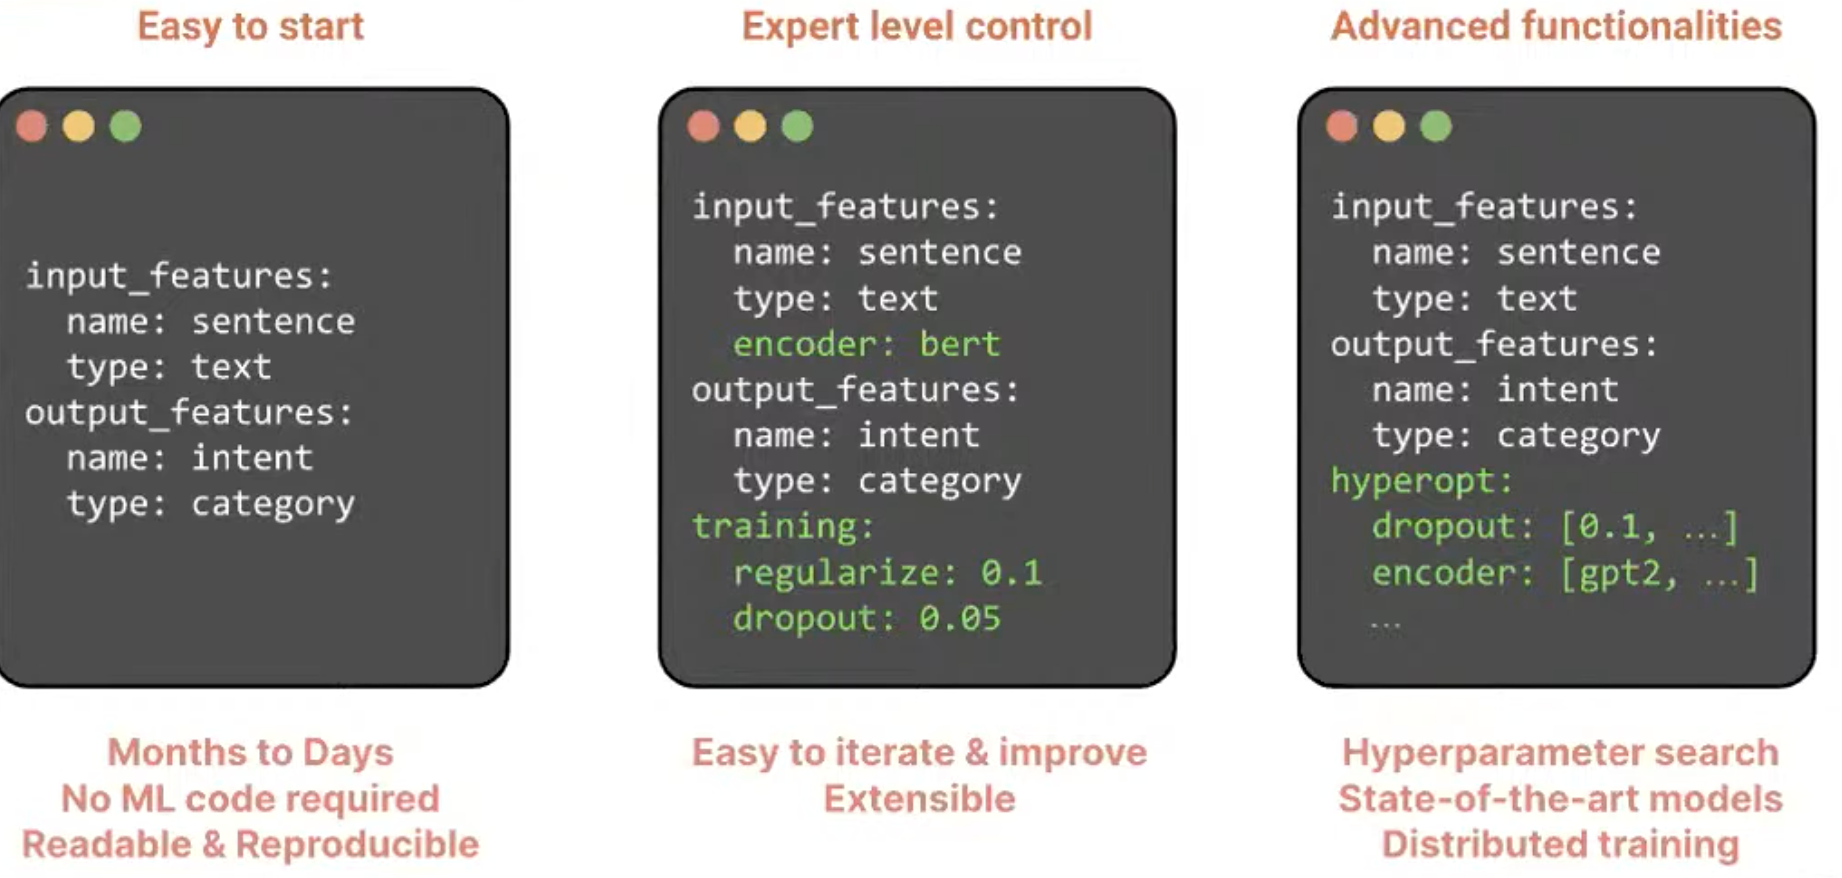 Easy to start
input_features:
  name: sentence
  type: text
output_features:
  name: intent
  type: category
Months to Days
No ML code required
Readable & Reproducible
Expert level control
input_features:
  name: sentence
  type: text
  encoder: bert
output_features:
  name: intent
  type: category
training:
  regularize: 0.1
  dropout: 0.05
Easy to iterate & improve
Extensible
Advanced functionalities
input_features:
  name: sentence
  type: text
output_features:
  name: intent
  type: category
hyperopt:
  dropout: [0.1, …]
  encoder: [gpt2, …]
  …
Hyperparameter search
State-of-the-art models
Distributed training